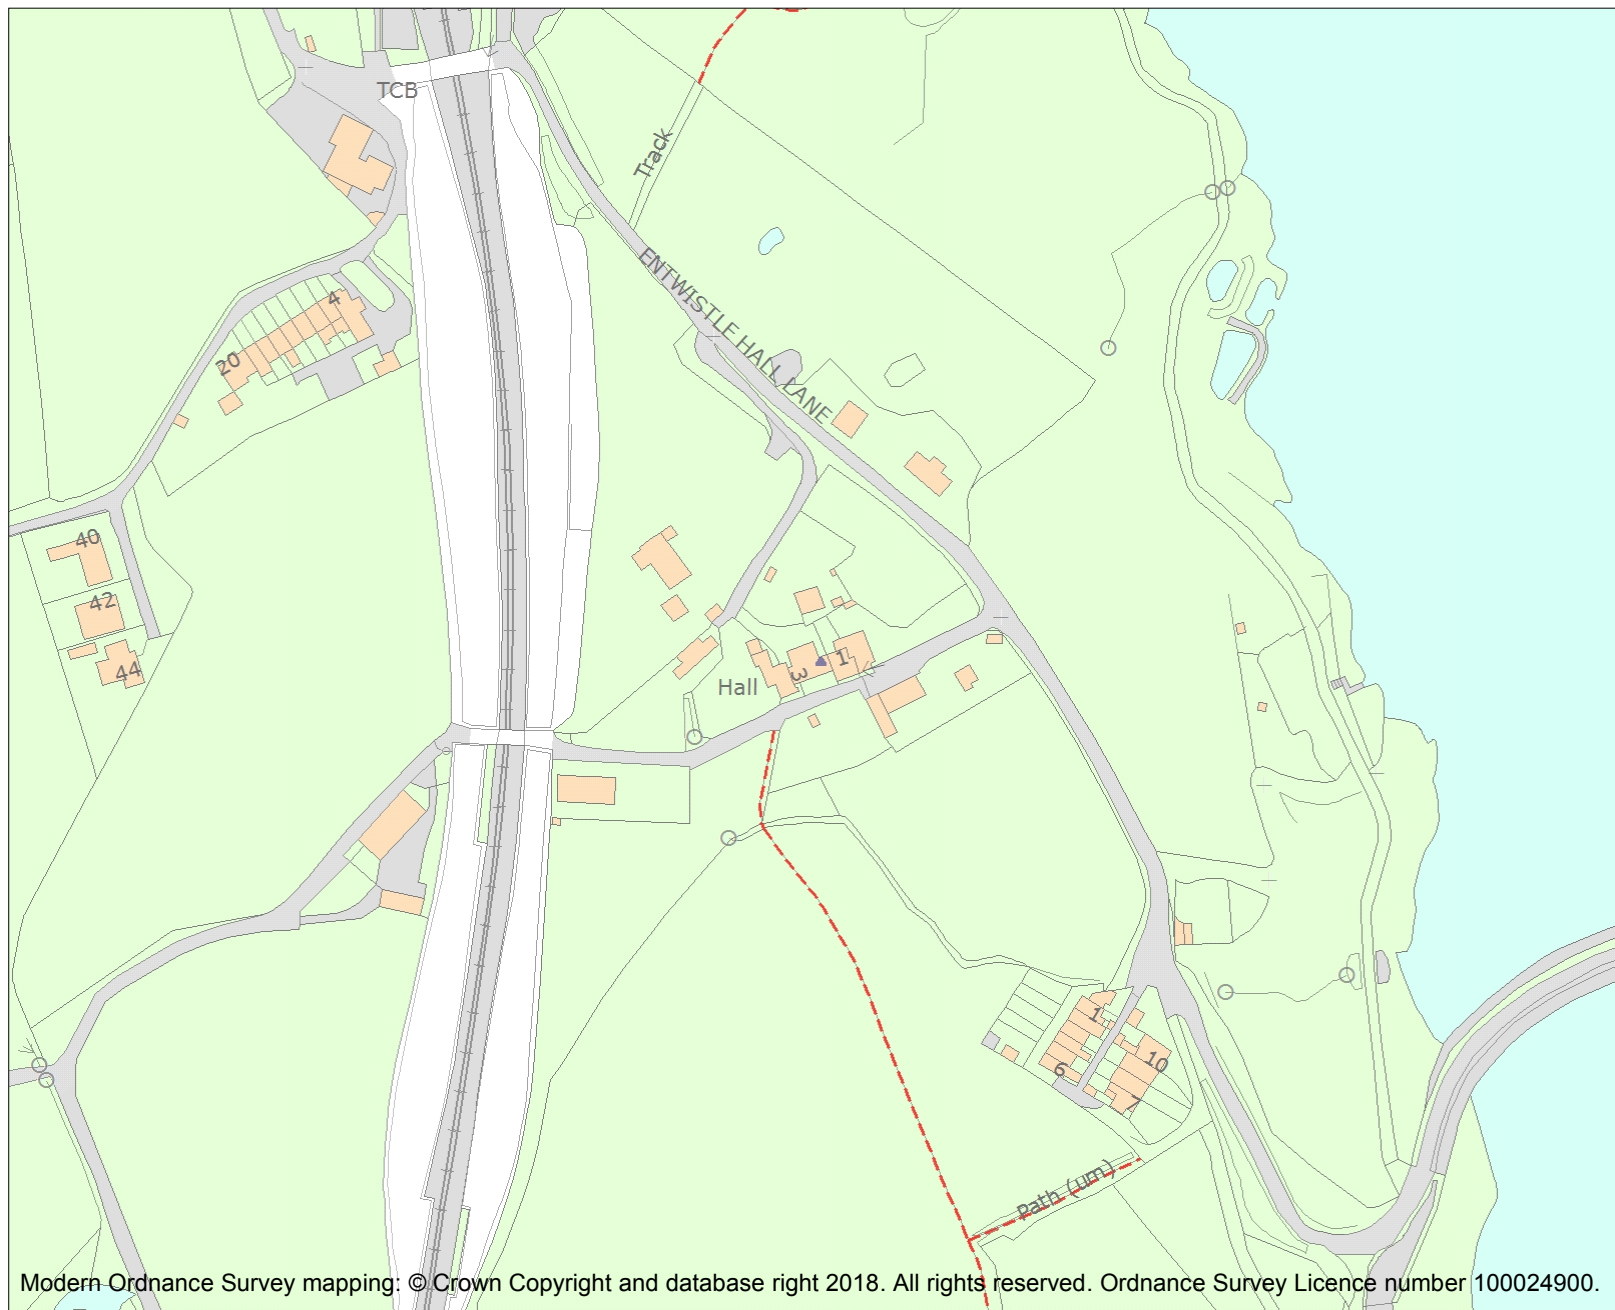 TCB
Track
ENTWISTLE HALL LANE
4
20
40
42
44
Hall
3
1
1
6
10
7
Path (um)
Modern Ordnance Survey mapping: © Crown Copyright and database right 2018. All rights reserved. Ordnance Survey Licence number 100024900.